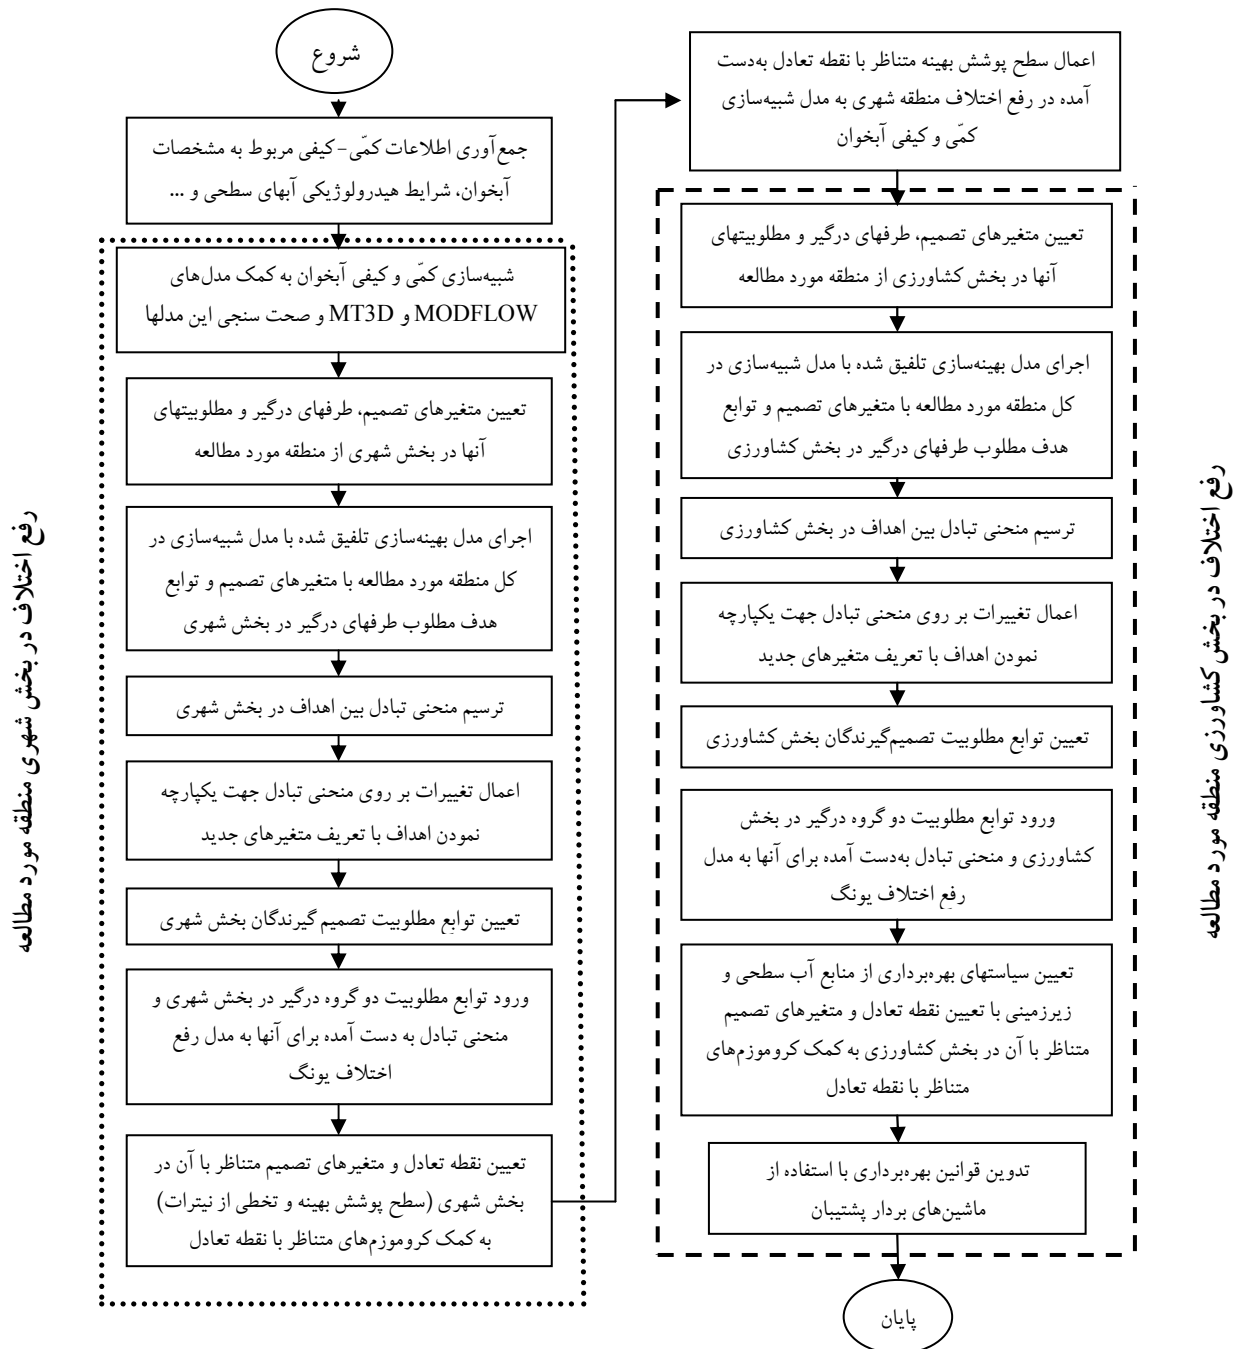 شروع
جمع‌آوری اطلاعات کمّی-کیفی مربوط به مشخصات
آبخوان، شرایط هیدرولوژیکی آبهای سطحی و ...
شبیه‌سازی کمّی و کیفی آبخوان به کمک مدل‌های
MODFLOW و MT3D و صحت سنجی این مدلها
تعیین متغیرهای تصمیم، طرفهای درگیر و مطلوبیتهای
آنها در بخش شهری از منطقه مورد مطالعه
اجرای مدل بهینه‌سازی تلفیق شده با مدل شبیه‌سازی در
کل منطقه مورد مطالعه با متغیرهای تصمیم و توابع
هدف مطلوب طرفهای درگیر در بخش شهری
ترسیم منحنی تبادل بین اهداف در بخش شهری
اعمال تغییرات بر روی منحنی تبادل جهت یکپارچه
نمودن اهداف با تعریف متغیرهای جدید
تعیین توابع مطلوبیت تصمیم گیرندگان بخش شهری
ورود توابع مطلوبیت دو گروه درگیر در بخش شهری و
منحنی تبادل به دست آمده برای آنها به مدل رفع
اختلاف یونگ
تعیین نقطه تعادل و متغیرهای تصمیم متناظر با آن در
بخش شهری (سطح پوشش بهینه و تخطی از نیترات)
به کمک کروموزم‌های متناظر با نقطه تعادل
رفع اختلاف در بخش شهری منطقه مورد مطالعه
اعمال سطح پوشش بهینه متناظر با نقطه تعادل به‌دست
آمده در رفع اختلاف منطقه شهری به مدل شبیه‌سازی
کمّی و کیفی آبخوان
تعیین متغیرهای تصمیم، طرفهای درگیر و مطلوبیتهای
آنها در بخش کشاورزی از منطقه مورد مطالعه
اجرای مدل بهینه‌سازی تلفیق شده با مدل شبیه‌سازی در
کل منطقه مورد مطالعه با متغیرهای تصمیم و توابع
هدف مطلوب طرفهای درگیر در بخش کشاورزی
ترسیم منحنی تبادل بین اهداف در بخش کشاورزی
اعمال تغییرات بر روی منحنی تبادل جهت یکپارچه
نمودن اهداف با تعریف متغیرهای جدید
تعیین توابع مطلوبیت تصمیم‌گیرندگان بخش کشاورزی
ورود توابع مطلوبیت دو گروه درگیر در بخش
کشاورزی و منحنی تبادل به‌دست آمده برای آنها به مدل
رفع اختلاف یونگ
تعیین سیاستهای بهره‌برداری از منابع آب سطحی و
زیرزمینی با تعیین نقطه تعادل و متغیرهای تصمیم
متناظر با آن در بخش کشاورزی به کمک کروموزم‌های
متناظر با نقطه تعادل
تدوین قوانین بهره‌برداری با استفاده از
ماشین‌های بردار پشتیبان
پایان
رفع اختلاف در بخش کشاورزی منطقه مورد مطالعه